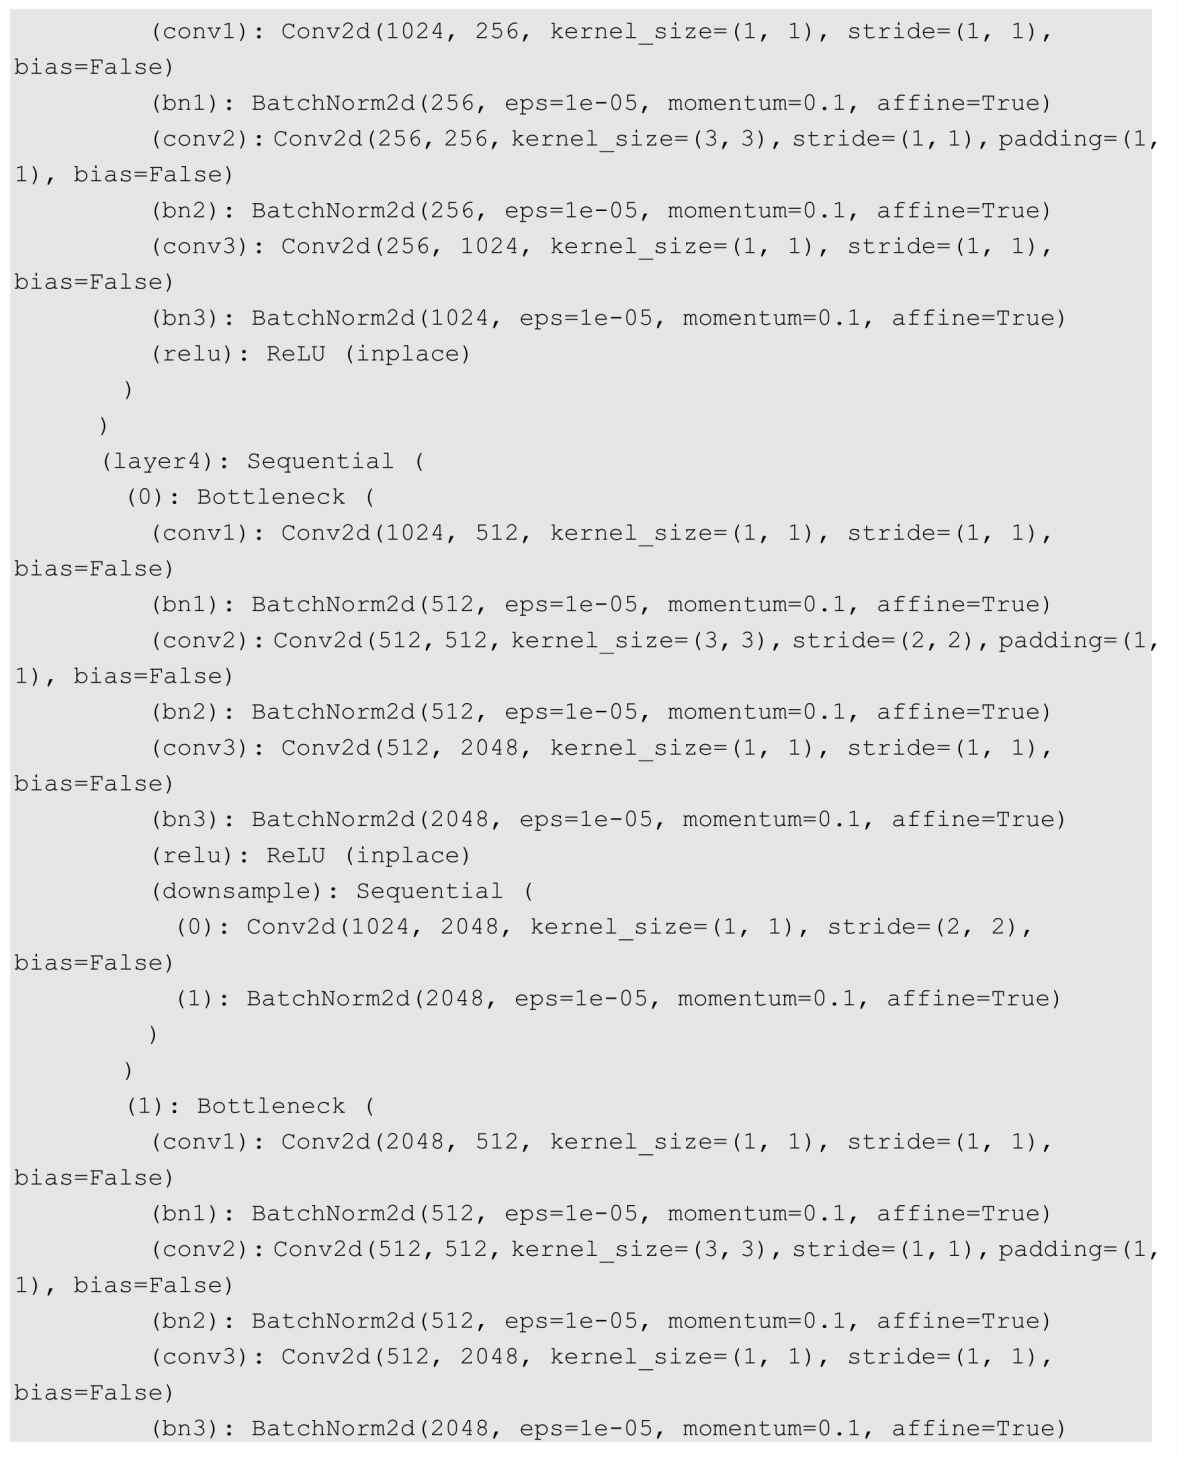 (conv1): Conv2d(1024, 256, kernel_size=(1, 1), stride=(1, 1),
bias=False)
(bn1): BatchNorm2d(256, eps=1e-05, momentum=0.1, affine=True)
(conv2): Conv2d(256, 256, kernel_size=(3, 3), stride=(1, 1), padding=(1,
1), bias=False)
(bn2): BatchNorm2d(256, eps=1e-05, momentum=0.1, affine=True)
(conv3): Conv2d(256, 1024, kernel_size=(1, 1), stride=(1, 1),
bias=False)
(bn3): BatchNorm2d(1024, eps=1e-05, momentum=0.1, affine=True)
(relu): ReLU (inplace)
)
)
(layer4): Sequential (
(0): Bottleneck (
(conv1): Conv2d(1024, 512, kernel_size=(1, 1), stride=(1, 1),
bias=False)
(bn1): BatchNorm2d(512, eps=1e-05, momentum=0.1, affine=True)
(conv2): Conv2d(512, 512, kernel_size=(3, 3), stride=(2, 2), padding=(1,
1), bias=False)
(bn2): BatchNorm2d(512, eps=1e-05, momentum=0.1, affine=True)
(conv3): Conv2d(512, 2048, kernel_size=(1, 1), stride=(1, 1),
bias=False)
(bn3): BatchNorm2d(2048, eps=1e-05, momentum=0.1, affine=True)
(relu): ReLU (inplace)
(downsample): Sequential (
(0): Conv2d(1024, 2048, kernel_size=(1, 1), stride=(2, 2),
bias=False)
(1): BatchNorm2d(2048, eps=1e-05, momentum=0.1, affine=True)
)
)
(1): Bottleneck (
(conv1): Conv2d(2048, 512, kernel_size=(1, 1), stride=(1, 1),
bias=False)
(bn1): BatchNorm2d(512, eps=1e-05, momentum=0.1, affine=True)
(conv2): Conv2d(512, 512, kernel_size=(3, 3), stride=(1, 1), padding=(1,
1), bias=False)
(bn2): BatchNorm2d(512, eps=1e-05, momentum=0.1, affine=True)
(conv3): Conv2d(512, 2048, kernel_size=(1, 1), stride=(1, 1),
bias=False)
(bn3): BatchNorm2d(2048, eps=1e-05, momentum=0.1, affine=True)